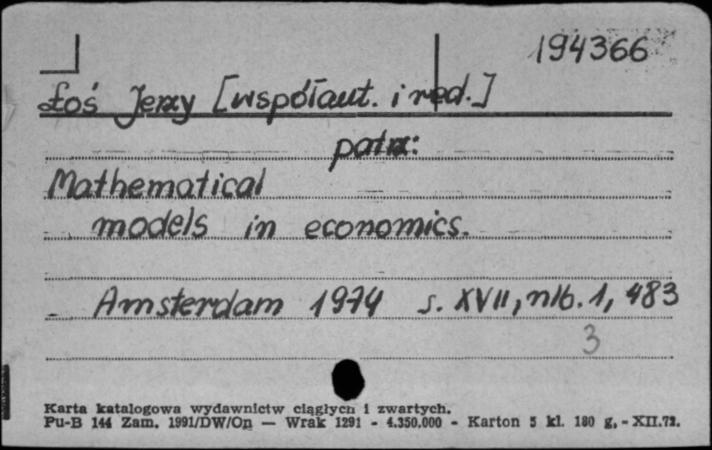 194366
Łoś Jerzy [współaut. i red.]
patrz:
Mathematical
models in economics.
Amsterdam 1974 s. XVII, nlb. 1, 483
3
Karta katalogowa wydawnictw ciągłych i zwartych.
Pu-B 144 Zam. 1991/DW/On — Wrak 1291 - 4.350.000 - Karton 5 kl. 180 g, - XII.72.